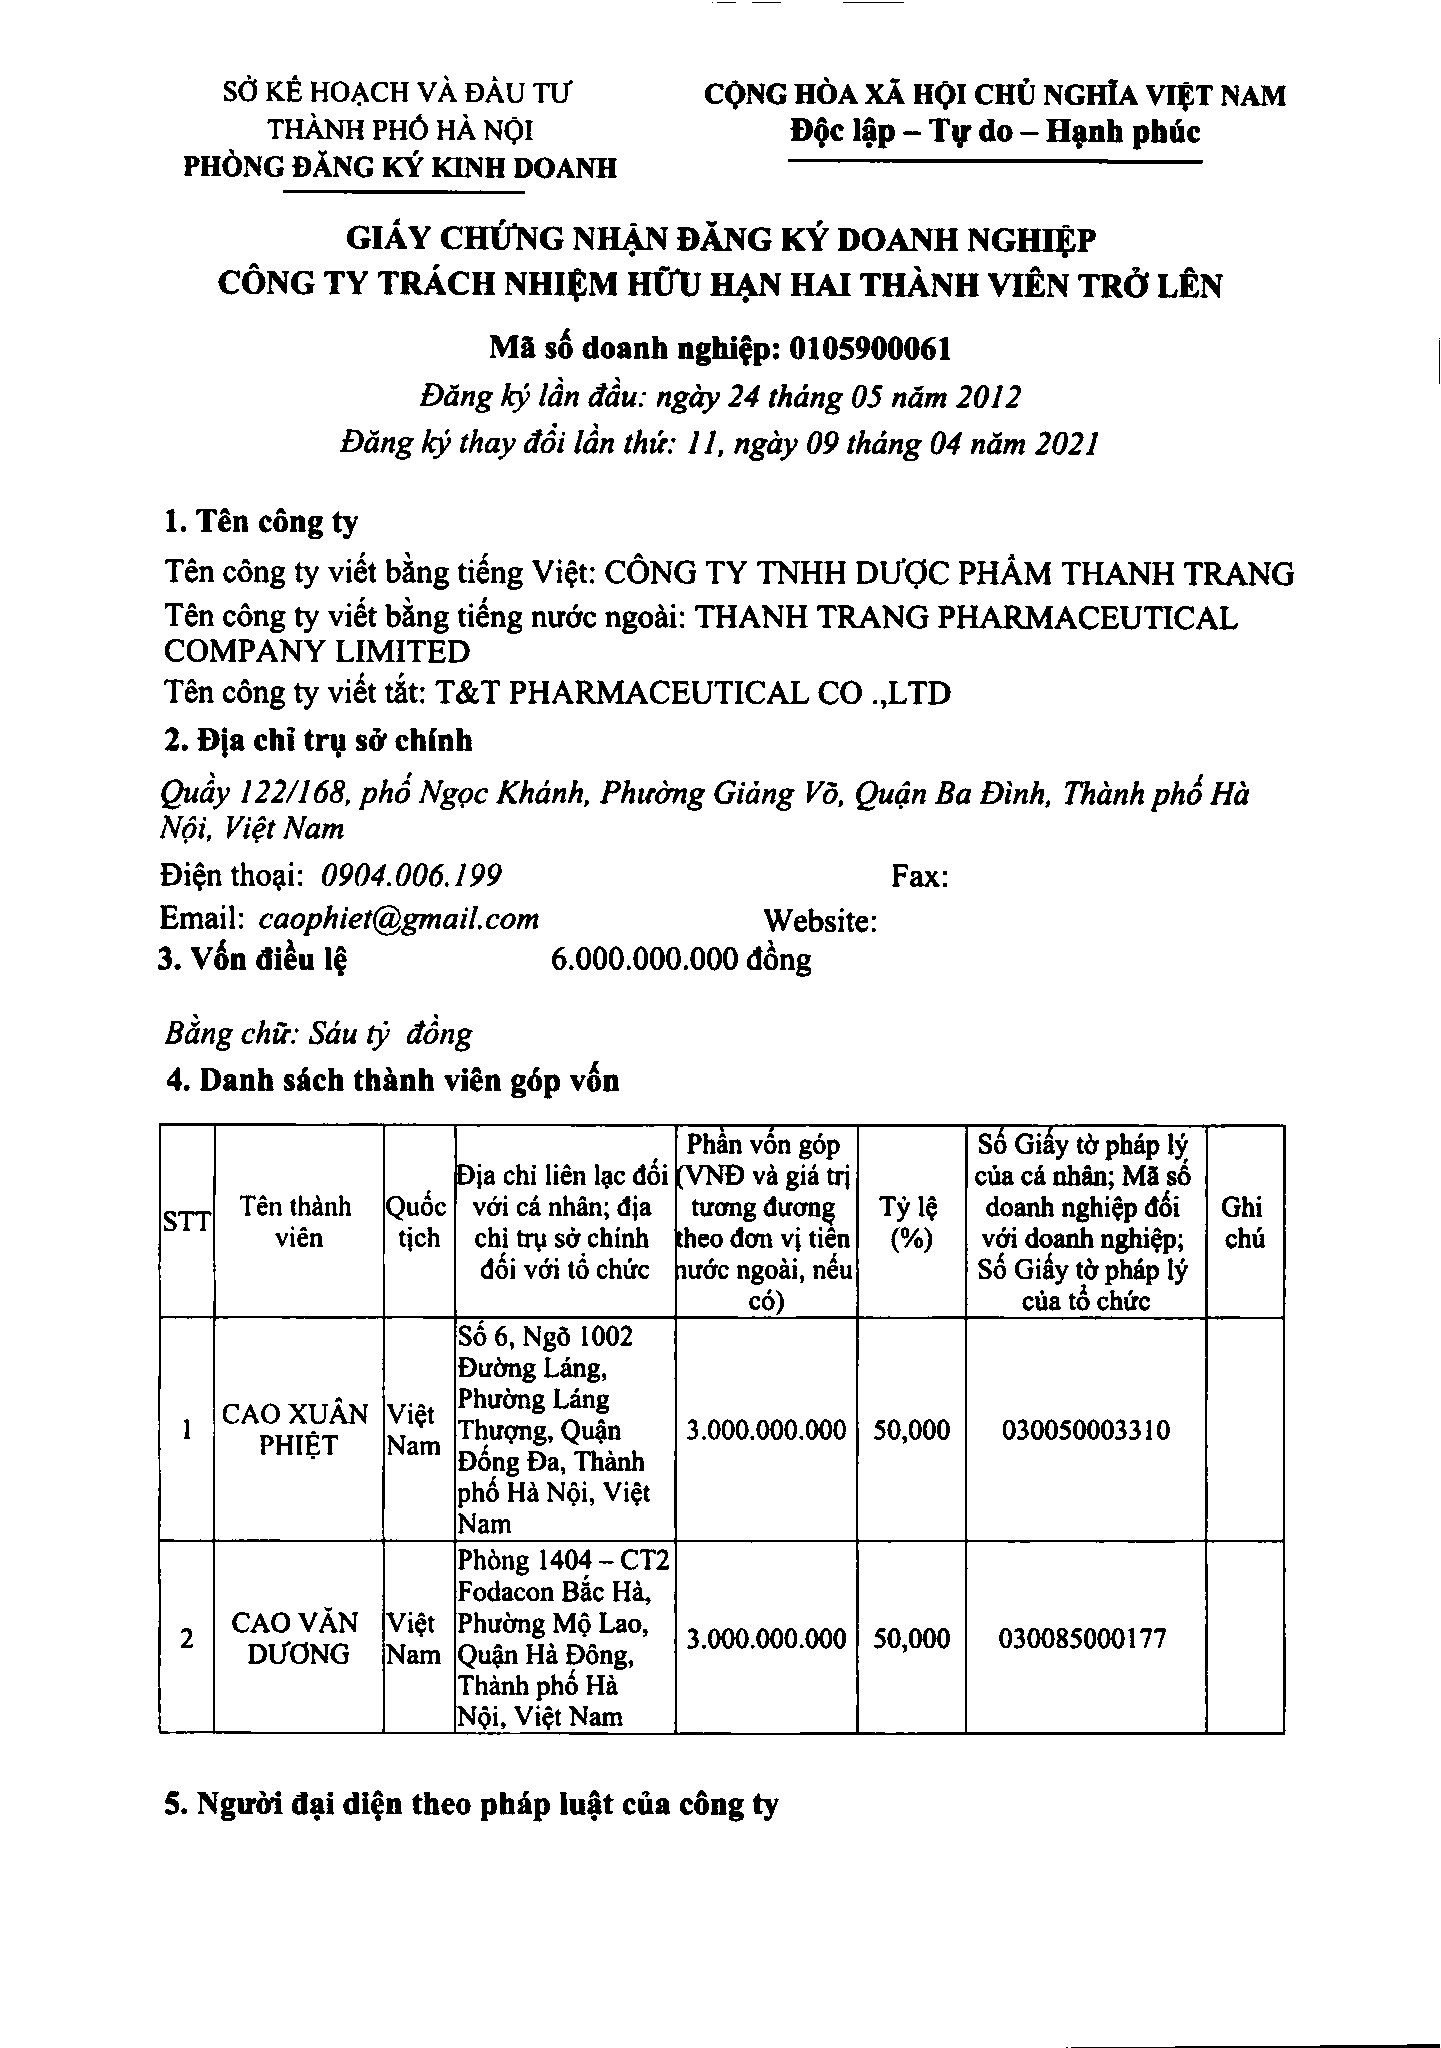 SỞ KẾ HOẠCH VÀ ĐẦU TƯ
THÀNH PHỐ HÀ NỘI
PHÒNG ĐĂNG KÝ KINH DOANH
CỘNG HÒA XÃ HỘI CHỦ NGHĨA VIỆT NAM
Độc lập – Tự do – Hạnh phúc
GIẤY CHỨNG NHẬN ĐĂNG KÝ DOANH NGHIỆP
CÔNG TY TRÁCH NHIỆM HỮU HẠN HAI THÀNH VIÊN TRỞ LÊN
Mã số doanh nghiệp: 0105900061
Đăng ký lần đầu: ngày 24 tháng 05 năm 2012
Đăng ký thay đổi lần thứ: 11, ngày 09 tháng 04 năm 2021
1. Tên công ty
Tên công ty viết bằng tiếng Việt: CÔNG TY TNHH DƯỢC PHẨM THANH TRANG
Tên công ty viết bằng tiếng nước ngoài: THANH TRANG PHARMACEUTICAL
COMPANY LIMITED
Tên công ty viết tắt: T&T PHARMACEUTICAL CO .,LTD
2. Địa chỉ trụ sở chính
Quầy 122/168, phố Ngọc Khánh, Phường Giảng Võ, Quận Ba Đình, Thành phố Hà
Nội, Việt Nam
Điện thoại: 0904.006.199 Fax:
Email: caophiet@gmail.com Website:
3. Vốn điều lệ 6.000.000.000 đồng
Bằng chữ: Sáu tỷ đồng
4. Danh sách thành viên góp vốn
STT
Tên thành
viên
Quốc
tịch
Địa chỉ liên lạc đối
với cá nhân; địa
chỉ trụ sở chính
đối với tổ chức
Phần vốn góp
(VNĐ và giá trị
tương đương
theo đơn vị tiền
nước ngoài, nếu
có)
Tỷ lệ
(%)
Số Giấy tờ pháp lý
của cá nhân; Mã số
doanh nghiệp đối
với doanh nghiệp;
Số Giấy tờ pháp lý
của tổ chức
Ghi
chú
1
CAO XUÂN
PHIỆT
Việt
Nam
Số 6, Ngõ 1002
Đường Láng,
Phường Láng
Thượng, Quận
Đống Đa, Thành
phố Hà Nội, Việt
Nam
3.000.000.000
50,000
030050003310
2
CAO VĂN
DƯƠNG
Việt
Nam
Phòng 1404 – CT2
Fodacon Bắc Hà,
Phường Mộ Lao,
Quận Hà Đông,
Thành phố Hà
Nội, Việt Nam
3.000.000.000
50,000
030085000177
5. Người đại diện theo pháp luật của công ty